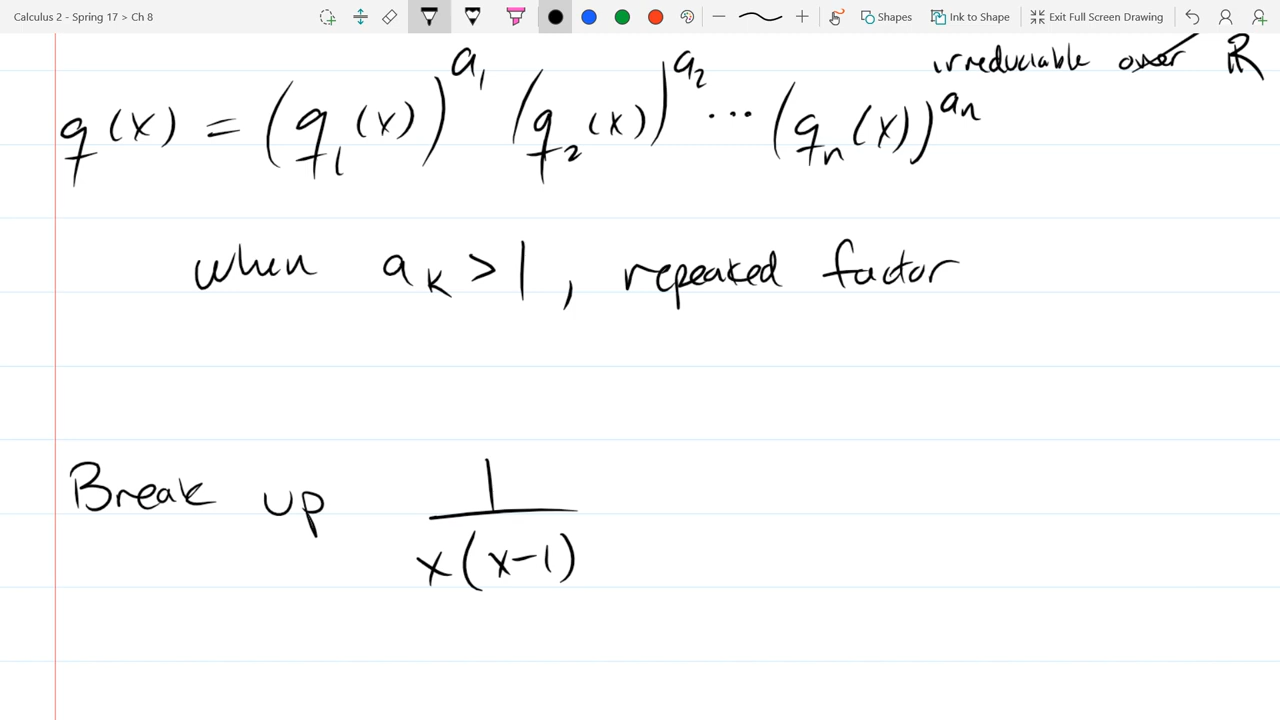 Calculus 2 - Spring 17 > Ch 8
Shapes
Ink to Shape
Exit Full Screen Drawing
irreduciable over ℝ
q(x) = (q₁(x))^a₁ (q₂(x))^a₂ ... (qₙ(x))^aₙ
when aₖ > 1, repeated factor
Break up 1/(x(x-1))